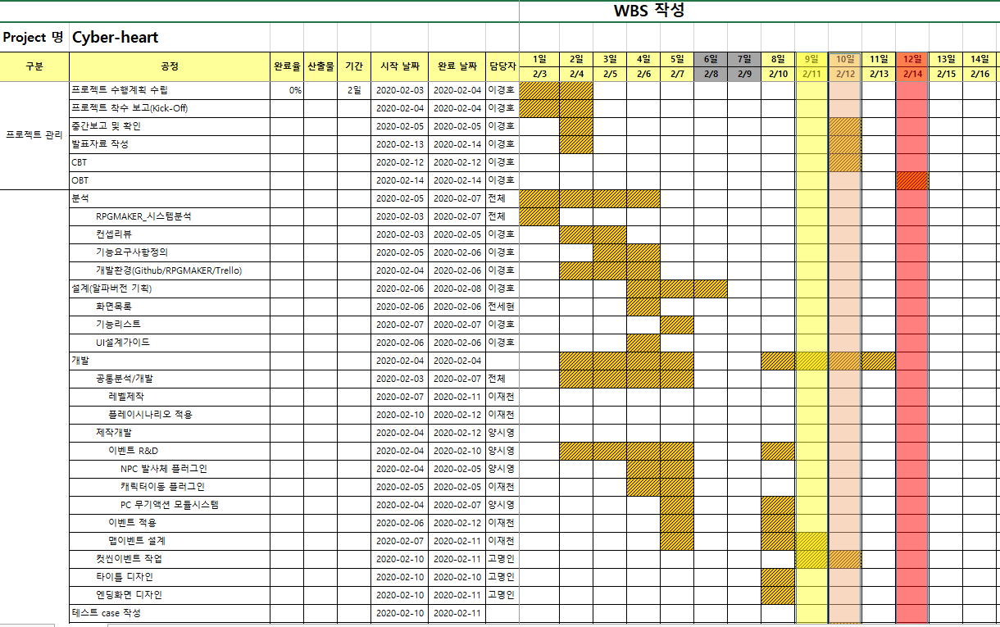 WBS 작성
Project 명 Cyber-heart
구분 공정 완료율 산출물 기간 시작 날짜 완료 날짜 담당자 1일 2일 3일 4일 5일 6일 7일 8일 9일 10일 11일 12일 13일 14일
2/3 2/4 2/5 2/6 2/7 2/8 2/9 2/10 2/11 2/12 2/13 2/14 2/15 2/16
프로젝트 관리
프로젝트 수행계획 수립 0% 2일 2020-02-03 2020-02-04 이경호
프로젝트 착수 보고(Kick-Off) 2020-02-04 2020-02-04 이경호
중간보고 및 확인 2020-02-05 2020-02-05 이경호
발표자료 작성 2020-02-13 2020-02-14 이경호
CBT 2020-02-12 2020-02-12 이경호
OBT 2020-02-14 2020-02-14 이경호
분석 2020-02-05 2020-02-07 전체
RPGMAKER_시스템분석 2020-02-03 2020-02-07 전체
컨셉리뷰 2020-02-03 2020-02-05 이경호
기능요구사항정의 2020-02-05 2020-02-06 이경호
개발환경(Github/RPGMAKER/Trello) 2020-02-04 2020-02-06 이경호
설계(알파버전 기획) 2020-02-06 2020-02-08 이경호
화면목록 2020-02-06 2020-02-06 전세현
기능리스트 2020-02-07 2020-02-07 이경호
UI설계가이드 2020-02-06 2020-02-06 이경호
개발 2020-02-04 2020-02-04
공통분석/개발 2020-02-03 2020-02-07 전체
레벨제작 2020-02-07 2020-02-11 이재천
플레이시나리오 적용 2020-02-10 2020-02-12 이재천
제작개발 2020-02-04 2020-02-12 양시영
이벤트 R&D 2020-02-04 2020-02-10 양시영
NPC 발사체 플러그인 2020-02-04 2020-02-05 양시영
캐릭터이동 플러그인 2020-02-05 2020-02-05 이재천
PC 무기액션 모듈시스템 2020-02-04 2020-02-07 양시영
이벤트 적용 2020-02-06 2020-02-12 이재천
맵이벤트 설계 2020-02-07 2020-02-11 이재천
컷씬이벤트 작업 2020-02-10 2020-02-11 고명인
타이틀 디자인 2020-02-10 2020-02-10 고명인
엔딩화면 디자인 2020-02-10 2020-02-11 고명인
테스트 case 작성 2020-02-10 2020-02-11